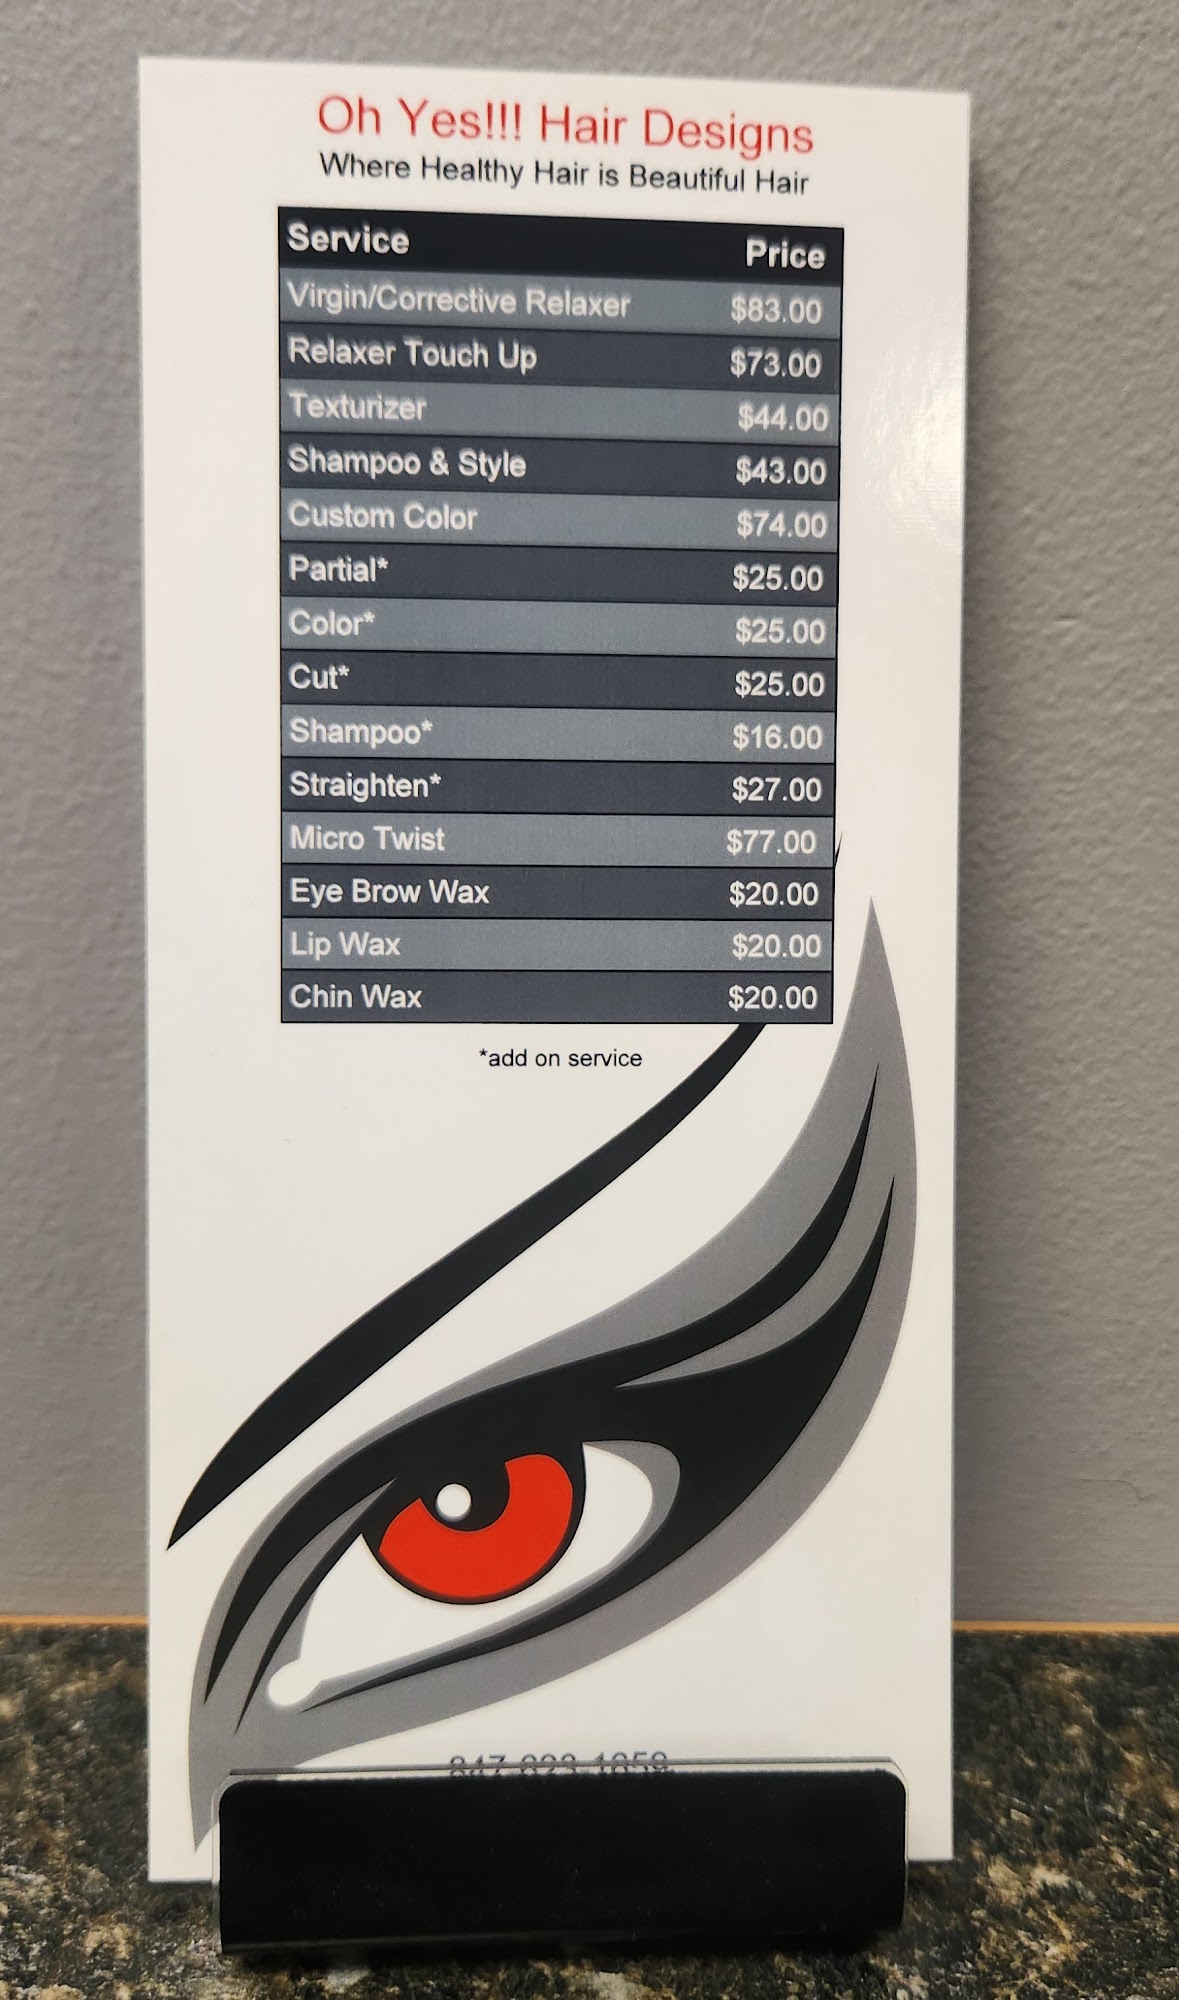 Oh Yes!!! Hair Designs
Where Healthy Hair is Beautiful Hair
Service Price
Virgin/Corrective Relaxer $83.00
Relaxer Touch Up $73.00
Texturizer $44.00
Shampoo & Style $43.00
Custom Color $74.00
Partial* $25.00
Color* $25.00
Cut* $25.00
Shampoo* $16.00
Straighten* $27.00
Micro Twist $77.00
Eye Brow Wax $20.00
Lip Wax $20.00
Chin Wax $20.00
*add on service